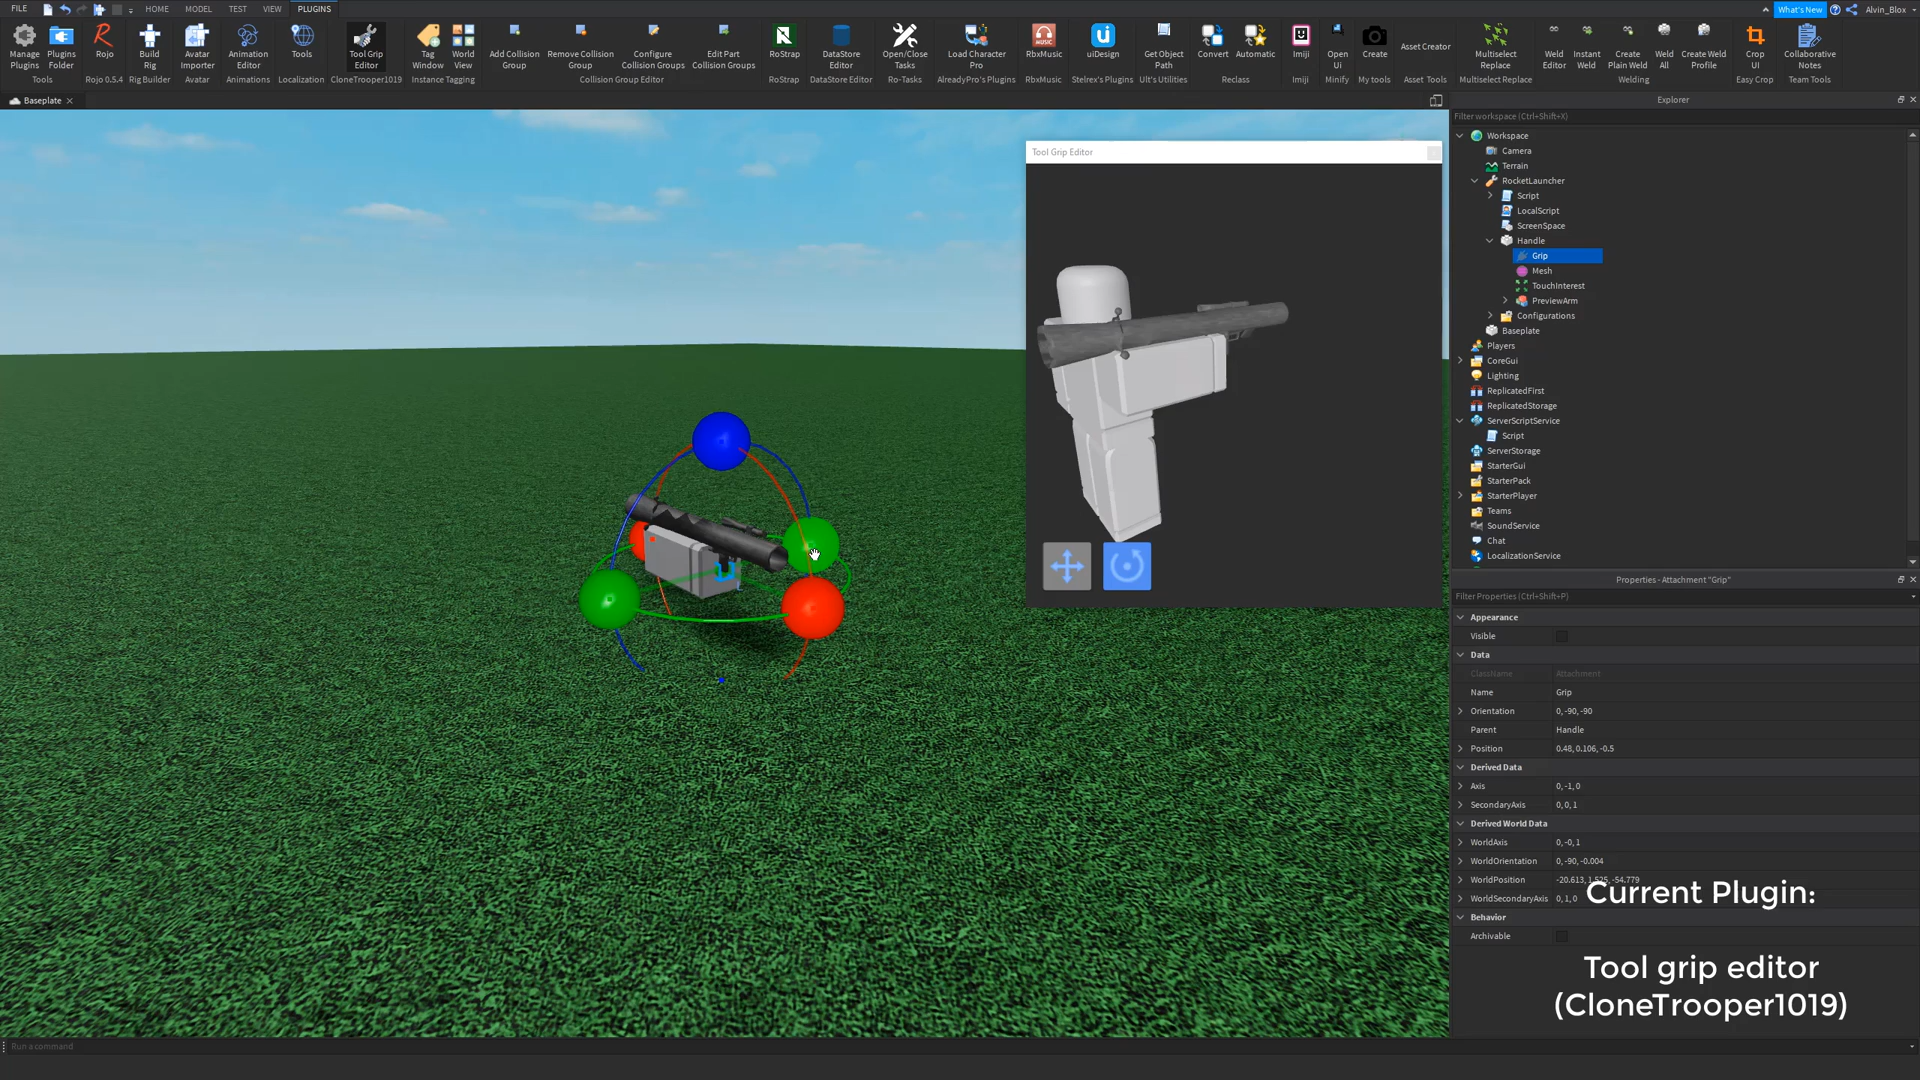 FILE
HOME MODEL TEST VIEW PLUGINS
What's New Alvin_Blox
Manage Plugins
Plugins Folder
Tools
Rojo
Rojo 0.5.4
Build Rig
Rig Builder
Avatar Importer
Avatar
Animation Editor
Animations
Tools
Localization
Tool Grip Editor
CloneTrooper1019
Tag Window
World View
Instance Tagging
Add Collision Group
Remove Collision Group
Configure Collision Groups
Edit Part Collision Groups
Collision Group Editor
RoStrap
RoStrap
DataStore Editor
DataStore Editor
Open/Close Tasks
Ro-Tasks
Load Character Pro
AlreadyPro's Plugins
MUSIC
RbxMusic
RbxMusic
ui
uiDesign
Stelrex's Plugins
Get Object Path
Ult's Utilities
Convert
Automatic
Reclass
Imiji
Imiji
Open Ui
Minify
Create
My tools
Asset Creator
Asset Tools
Multiselect Replace
Multiselect Replace
Weld Editor
Instant Weld
Create Plain Weld
Weld All
Create Weld Profile
Welding
Crop UI
Easy Crop
Collaborative Notes
Team Tools
Baseplate
Tool Grip Editor
Explorer
Filter workspace (Ctrl+Shift+X)
Workspace
Camera
Terrain
RocketLauncher
Script
LocalScript
ScreenSpace
Handle
Grip
Mesh
TouchInterest
PreviewArm
Configurations
Baseplate
Players
CoreGui
Lighting
ReplicatedFirst
ReplicatedStorage
ServerScriptService
Script
ServerStorage
StarterGui
StarterPack
StarterPlayer
Teams
SoundService
Chat
LocalizationService
Properties - Attachment "Grip"
Filter Properties (Ctrl+Shift+P)
Appearance
Visible
Data
ClassName Attachment
Name Grip
Orientation 0,-90,-90
Parent Handle
Position 0.48, 0.106, -0.5
Derived Data
Axis 0, -1, 0
SecondaryAxis 0, 0, 1
Derived World Data
WorldAxis 0, -0, 1
WorldOrientation 0, -90, -0.004
WorldPosition -20.613, 1.525, -54.779
WorldSecondaryAxis 0, 1, 0
Behavior
Archivable
Current Plugin:
Tool grip editor
(CloneTrooper1019)
Run a command